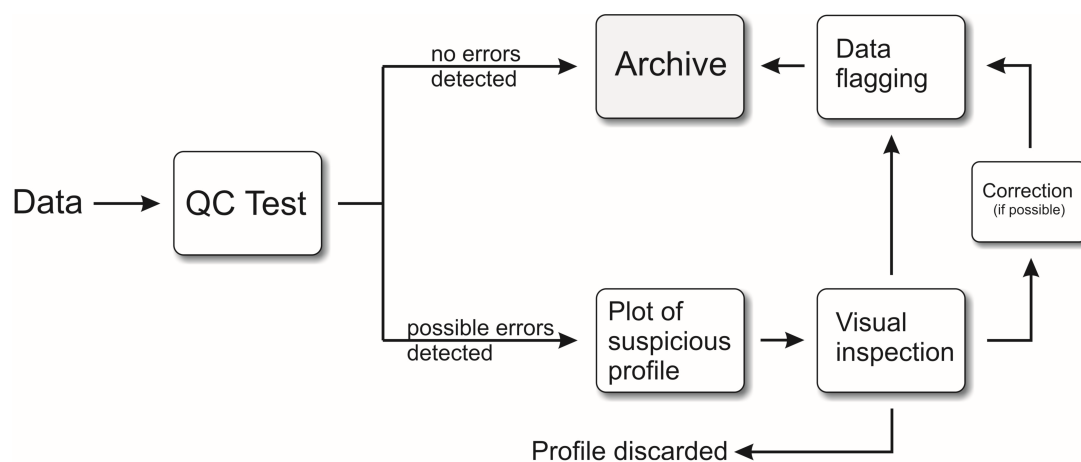 no errors
detected
Archive
Data
flagging
Data
QC Test
Correction
(if possible)
possible errors
detected
Plot of
suspicious
profile
Visual
inspection
Profile discarded